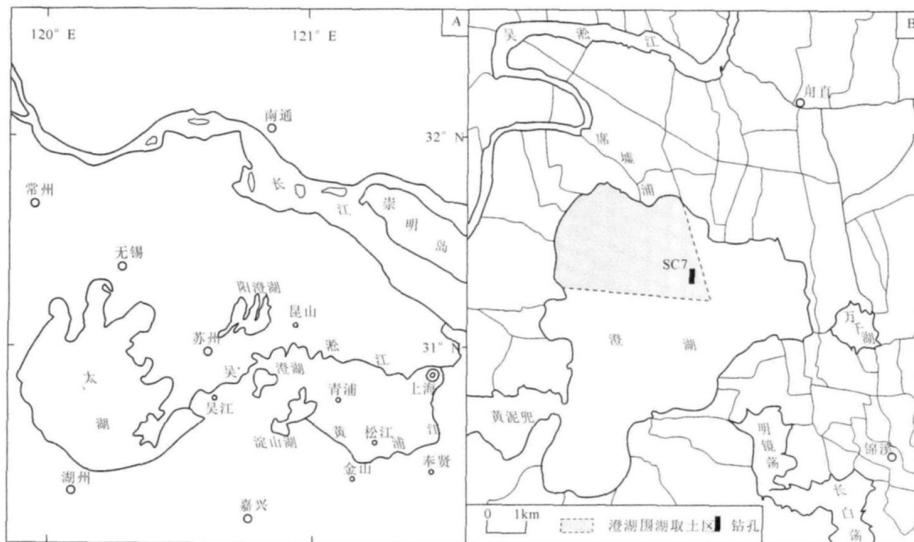 120° E
121° E
A
南通
32° N
长江
崇明岛
常州
无锡
阳澄湖
昆山
苏州
吴淞江
31° N
澄湖
上海
太湖
青浦
吴江
淀山湖
黄浦江
松江
金山
奉贤
湖州
嘉兴
B
吴淞江
甪直
席墟浦
SC7
澄湖
万千湖
黄泥兜
明镜荡
锦溪
长白荡
0 1km
澄湖围湖取土区
钻孔